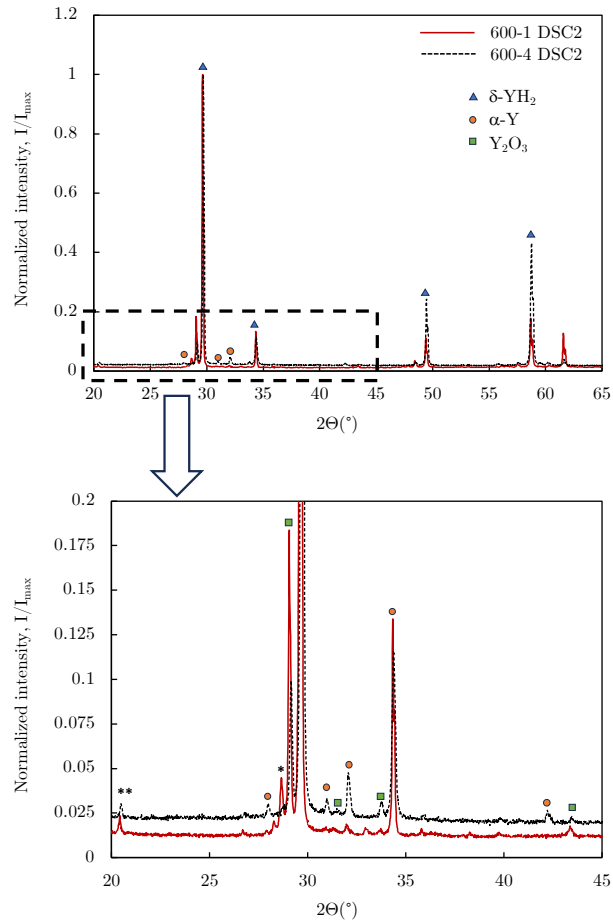 600-1 DSC2
600-4 DSC2
δ-YH₂
α-Y
Y₂O₃
Normalized intensity, I/Iₘₐₓ
1.2
1
0.8
0.6
0.4
0.2
0
20 25 30 35 40 45 50 55 60 65
2Θ(°)
Normalized intensity, I/Iₘₐₓ
0.2
0.175
0.15
0.125
0.1
0.075
0.05
0.025
0
**
*
20 25 30 35 40 45
2Θ(°)